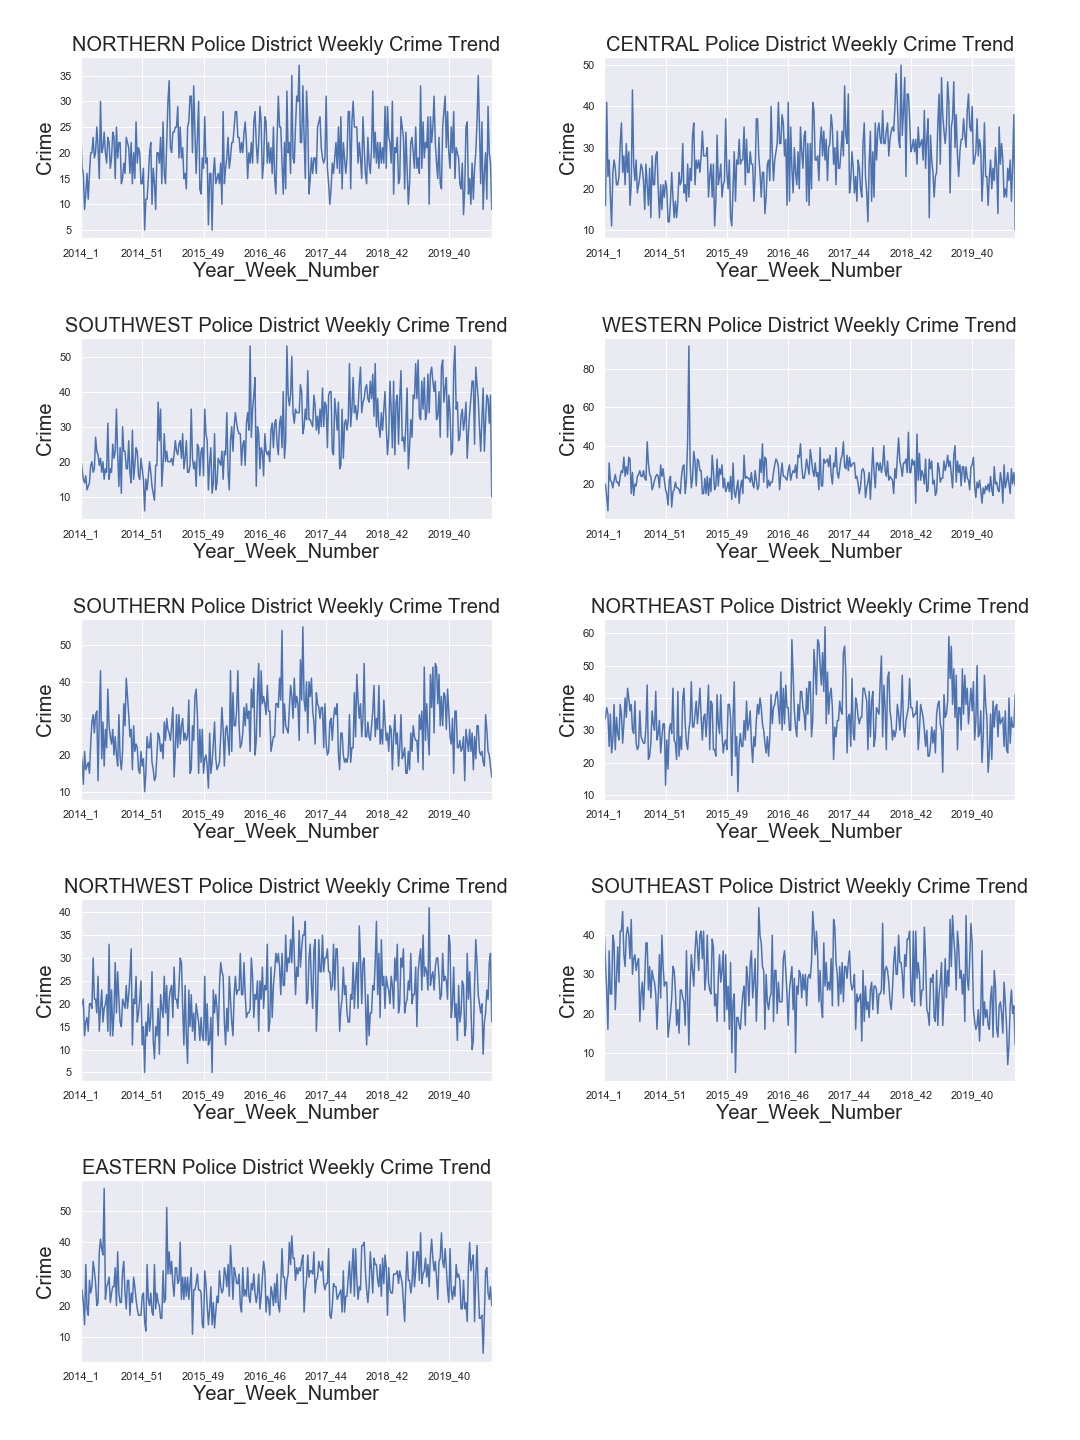 NORTHERN Police District Weekly Crime Trend
Crime
35
30
25
20
15
10
5
2014_1 2014_51 2015_49 2016_46 2017_44 2018_42 2019_40
Year_Week_Number
CENTRAL Police District Weekly Crime Trend
Crime
50
40
30
20
10
2014_1 2014_51 2015_49 2016_46 2017_44 2018_42 2019_40
Year_Week_Number
SOUTHWEST Police District Weekly Crime Trend
Crime
50
40
30
20
10
2014_1 2014_51 2015_49 2016_46 2017_44 2018_42 2019_40
Year_Week_Number
WESTERN Police District Weekly Crime Trend
Crime
80
60
40
20
2014_1 2014_51 2015_49 2016_46 2017_44 2018_42 2019_40
Year_Week_Number
SOUTHERN Police District Weekly Crime Trend
Crime
50
40
30
20
10
2014_1 2014_51 2015_49 2016_46 2017_44 2018_42 2019_40
Year_Week_Number
NORTHEAST Police District Weekly Crime Trend
Crime
60
50
40
30
20
10
2014_1 2014_51 2015_49 2016_46 2017_44 2018_42 2019_40
Year_Week_Number
NORTHWEST Police District Weekly Crime Trend
Crime
40
35
30
25
20
15
10
5
2014_1 2014_51 2015_49 2016_46 2017_44 2018_42 2019_40
Year_Week_Number
SOUTHEAST Police District Weekly Crime Trend
Crime
40
30
20
10
2014_1 2014_51 2015_49 2016_46 2017_44 2018_42 2019_40
Year_Week_Number
EASTERN Police District Weekly Crime Trend
Crime
50
40
30
20
10
2014_1 2014_51 2015_49 2016_46 2017_44 2018_42 2019_40
Year_Week_Number